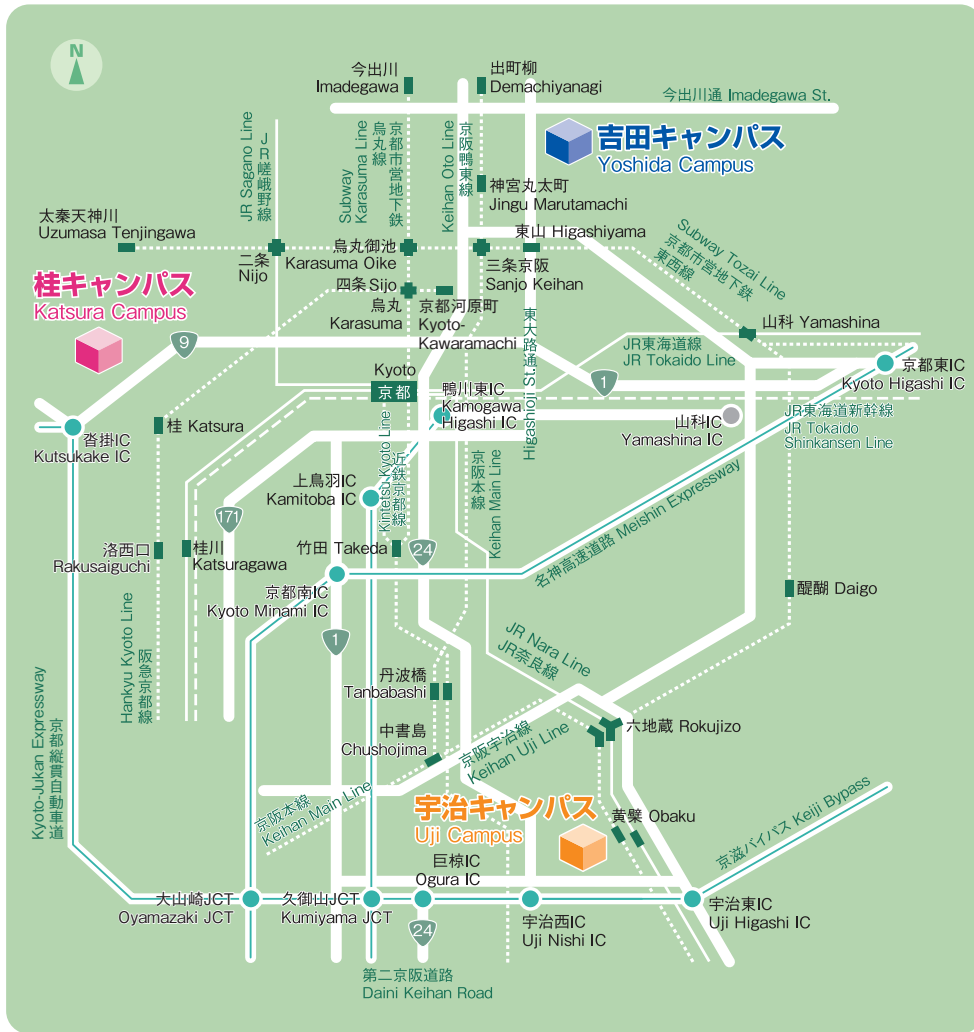 N
今出川
Imadegawa
出町柳
Demachiyanagi
今出川通 Imadegawa St.
吉田キャンパス
Yoshida Campus
JR Sagano Line
JR嵯峨野線
Subway
Karasuma Line
京都市営地下鉄
烏丸線
Keihan Oto Line
京阪鴨東線
神宮丸太町
Jingu Marutamachi
太秦天神川
Uzumasa Tenjingawa
二条
Nijo
烏丸御池
Karasuma Oike
東山 Higashiyama
三条京阪
Sanjo Keihan
Subway Tozai Line
京都市営地下鉄
東西線
桂キャンパス
Katsura Campus
四条 Sijo
烏丸
Karasuma
京都河原町
Kyoto-
Kawaramachi
東大路通
Higashioji St.
山科 Yamashina
JR東海道線
JR Tokaido Line
9
京都東IC
Kyoto Higashi IC
Kyoto
京都
鴨川東IC
Kamogawa
Higashi IC
1
山科IC
Yamashina IC
JR東海道新幹線
JR Tokaido
Shinkansen Line
沓掛IC
Kutsukake IC
桂 Katsura
上鳥羽IC
Kamitoba IC
近鉄京都線
Kintetsu Kyoto Line
京阪本線
Keihan Main Line
名神高速道路 Meishin Expressway
171
洛西口
Rakusaiguchi
桂川
Katsuragawa
竹田 Takeda
24
京都南IC
Kyoto Minami IC
醍醐 Daigo
1
Hankyu Kyoto Line
阪急京都線
JR Nara Line
JR奈良線
丹波橋
Tanbabashi
中書島
Chushojima
京阪宇治線
Keihan Uji Line
六地蔵 Rokujizo
Kyoto-Jukan Expressway
京都縦貫自動車道
京阪本線
Keihan Main Line
宇治キャンパス
Uji Campus
黄檗 Obaku
京滋バイパス Keiji Bypass
巨椋IC
Ogura IC
大山崎JCT
Oyamazaki JCT
久御山JCT
Kumiyama JCT
24
宇治西IC
Uji Nishi IC
宇治東IC
Uji Higashi IC
第二京阪道路
Daini Keihan Road